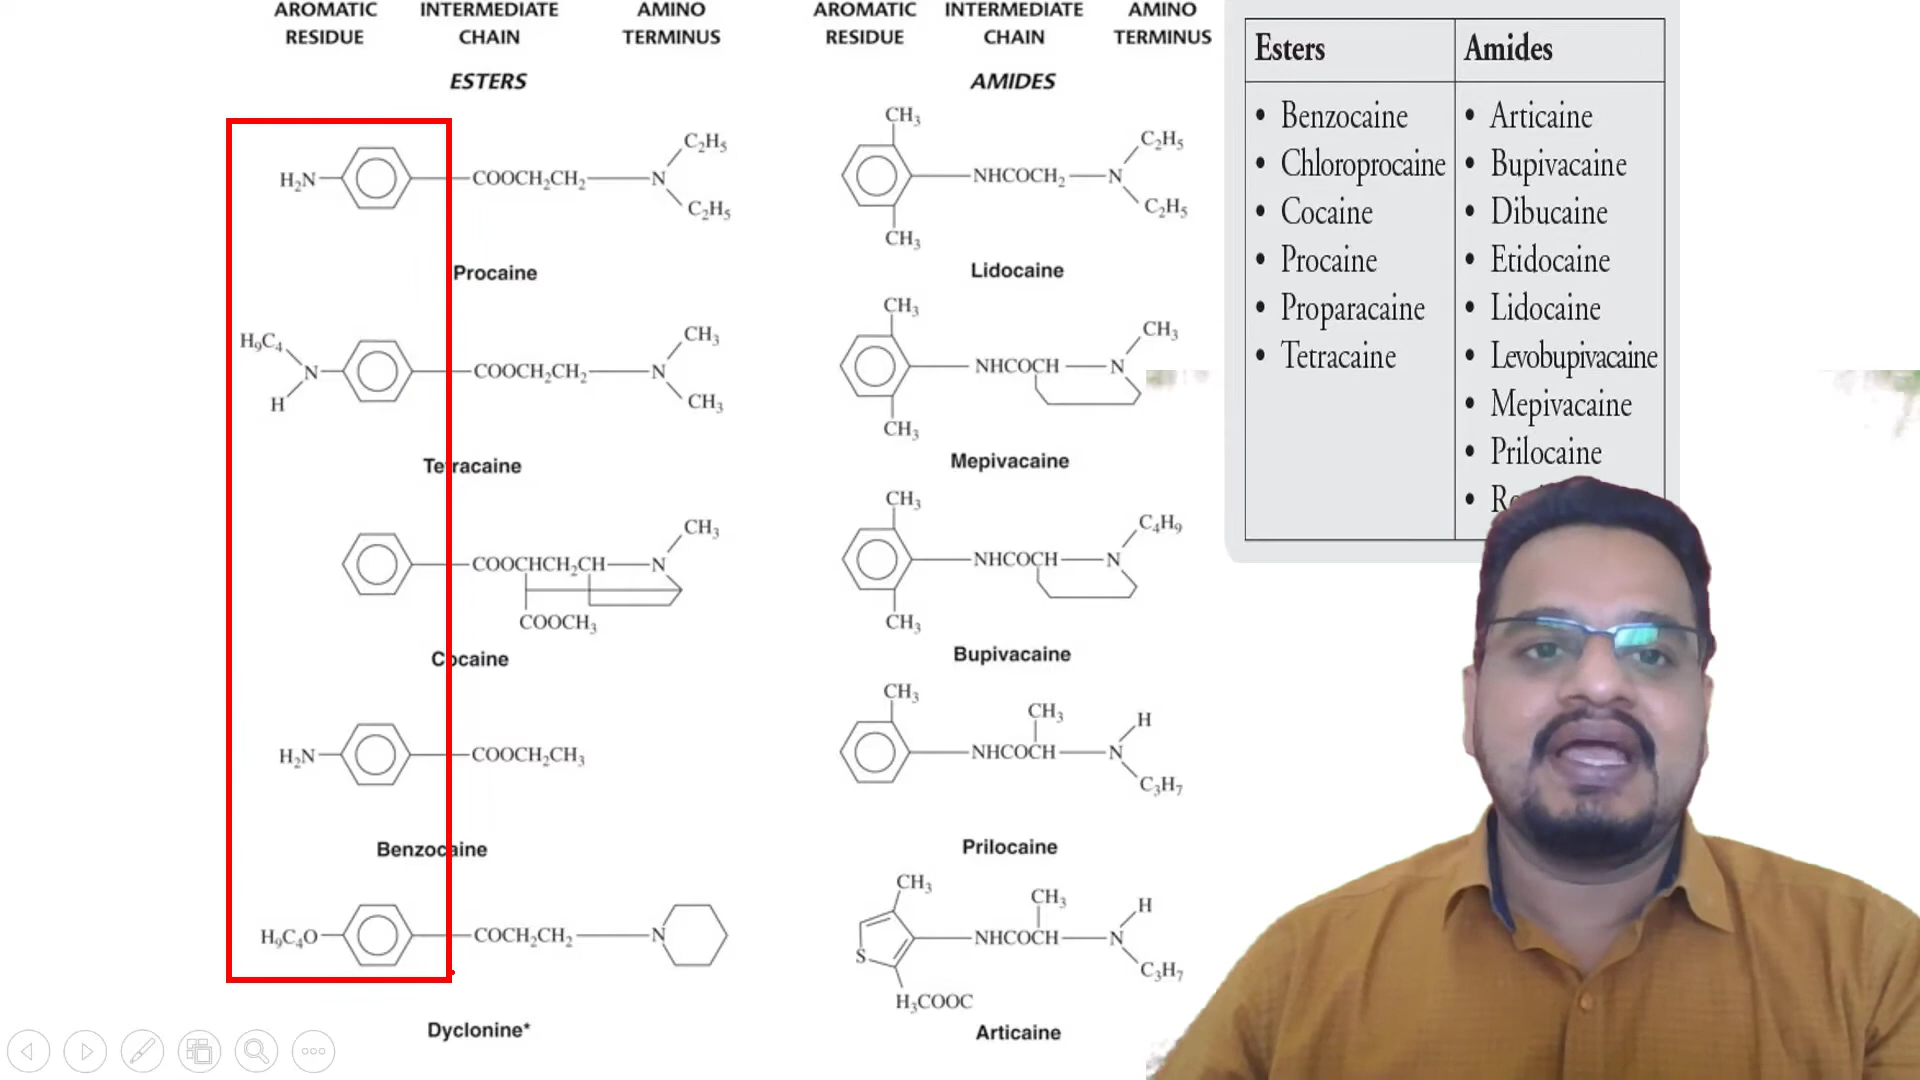 AROMATIC RESIDUE
INTERMEDIATE CHAIN
AMINO TERMINUS
ESTERS
H₂N
COOCH₂CH₂
N
C₂H₅
C₂H₅
Procaine
H₉C₄
N
H
COOCH₂CH₂
N
CH₃
CH₃
Tetracaine
COOCHCH₂CH
N
CH₃
COOCH₃
Cocaine
H₂N
COOCH₂CH₃
Benzocaine
H₉C₄O
COCH₂CH₂
N
Dyclonine*
AROMATIC RESIDUE
INTERMEDIATE CHAIN
AMINO TERMINUS
AMIDES
CH₃
NHCOCH₂
N
C₂H₅
C₂H₅
CH₃
Lidocaine
CH₃
NHCOCH
N
CH₃
CH₃
Mepivacaine
CH₃
NHCOCH
N
C₄H₉
CH₃
Bupivacaine
CH₃
NHCOCH
CH₃
N
H
C₃H₇
Prilocaine
CH₃
S
H₃COOC
NHCOCH
CH₃
N
H
C₃H₇
Articaine
Esters
• Benzocaine
• Chloroprocaine
• Cocaine
• Procaine
• Proparacaine
• Tetracaine
Amides
• Articaine
• Bupivacaine
• Dibucaine
• Etidocaine
• Lidocaine
• Levobupivacaine
• Mepivacaine
• Prilocaine